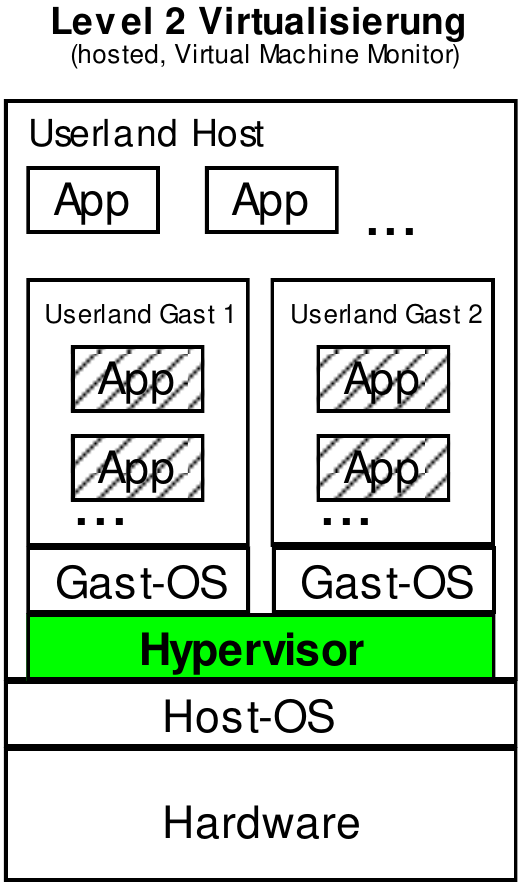 Level 2 Virtualisierung
(hosted, Virtual Machine Monitor)
Userland Host
App App ...
Userland Gast 1 Userland Gast 2
App App
App App
... ...
Gast-OS Gast-OS
Hypervisor
Host-OS
Hardware